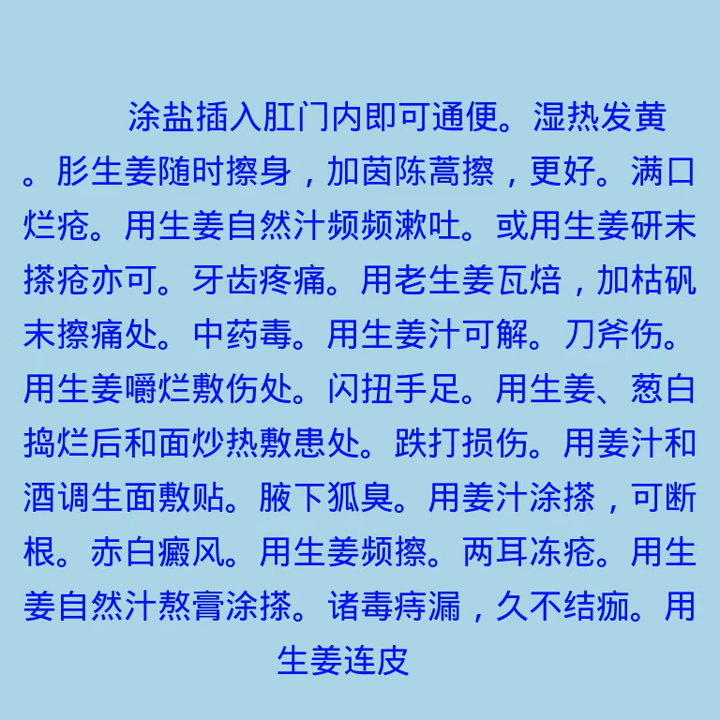 涂盐插入肛门内即可通便。湿热发黄
。肜生姜随时擦身，加茵陈蒿擦，更好。满口
烂疮。用生姜自然汁频频漱吐。或用生姜研末
搽疮亦可。牙齿疼痛。用老生姜瓦焙，加枯矾
末擦痛处。中药毒。用生姜汁可解。刀斧伤。
用生姜嚼烂敷伤处。闪扭手足。用生姜、葱白
捣烂后和面炒热敷患处。跌打损伤。用姜汁和
酒调生面敷贴。腋下狐臭。用姜汁涂搽，可断
根。赤白癜风。用生姜频擦。两耳冻疮。用生
姜自然汁熬膏涂搽。诸毒痔漏，久不结痂。用
生姜连皮